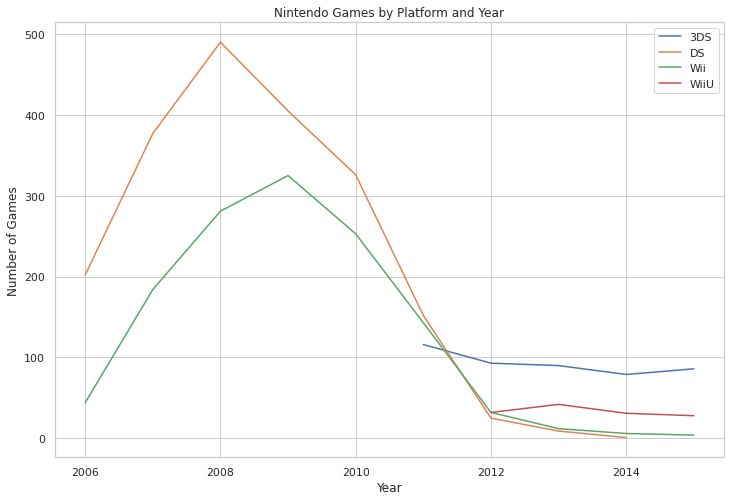 Nintendo Games by Platform and Year
3DS
DS
Wii
WiiU
Number of Games
500
400
300
200
100
0
2006
2008
2010
2012
2014
Year